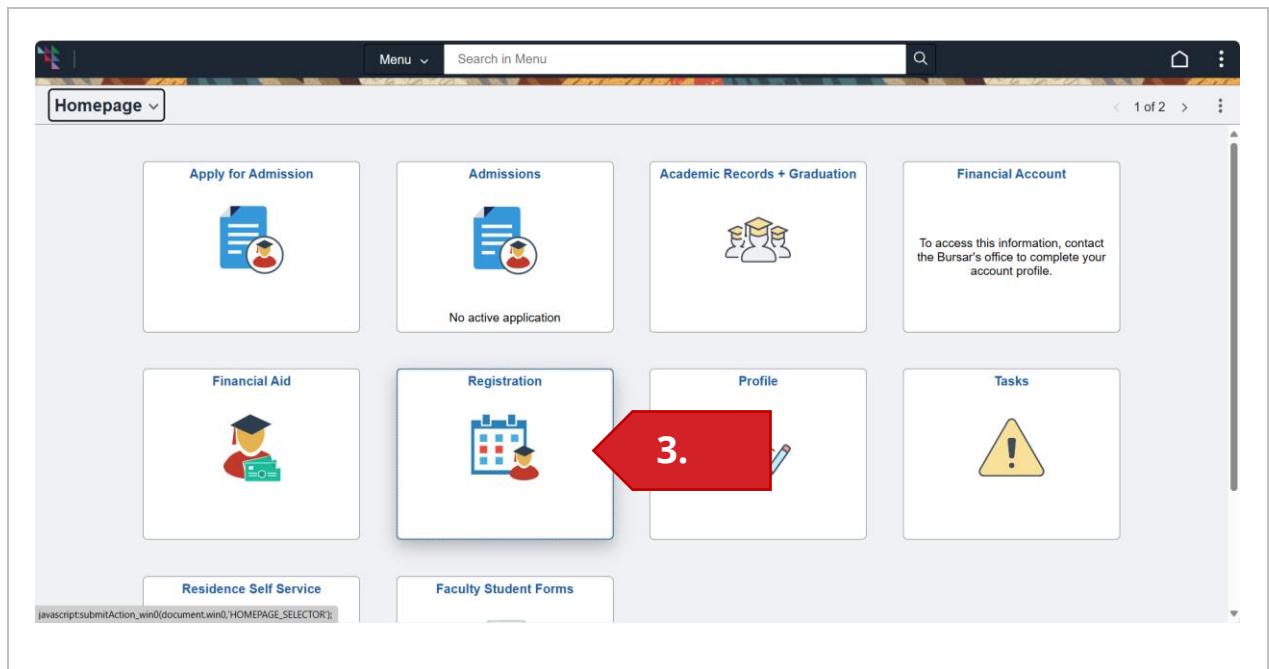 Menu
Search in Menu
Homepage
1 of 2
Apply for Admission
Admissions
No active application
Academic Records + Graduation
Financial Account
To access this information, contact
the Bursar's office to complete your
account profile.
Financial Aid
Registration
3.
Profile
Tasks
Residence Self Service
Faculty Student Forms
javascript:submitAction_win0(document.win0,'HOMEPAGE_SELECTOR');